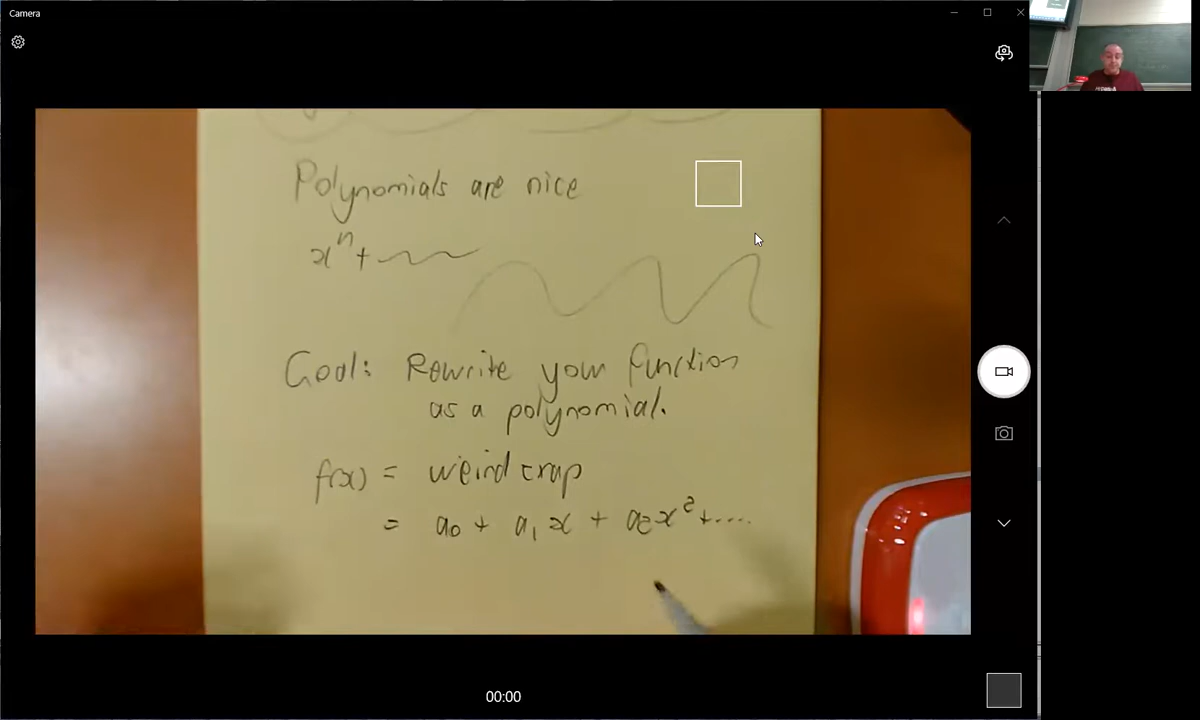 Camera
Polynomials are nice
xⁿ +
Goal: Rewrite your function
as a polynomial.
f(x) = weird crap
= a₀ + a₁x + a₂x² + ....
00:00